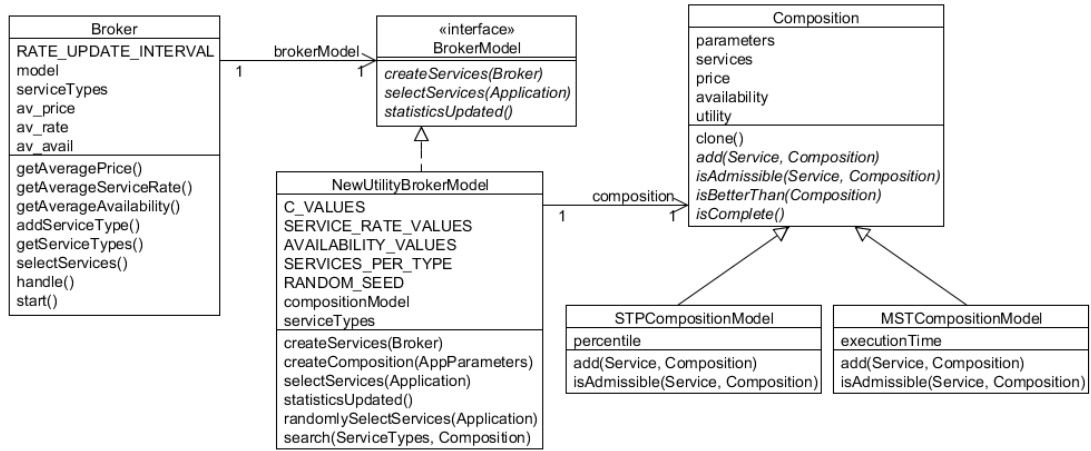 Broker
RATE_UPDATE_INTERVAL
model
serviceTypes
av_price
av_rate
av_avail
getAveragePrice()
getAverageServiceRate()
getAverageAvailability()
addServiceType()
getServiceTypes()
selectServices()
handle()
start()
brokerModel
1
1
«interface»
BrokerModel
createServices(Broker)
selectServices(Application)
statisticsUpdated()
NewUtilityBrokerModel
C_VALUES
SERVICE_RATE_VALUES
AVAILABILITY_VALUES
SERVICES_PER_TYPE
RANDOM_SEED
compositionModel
serviceTypes
createServices(Broker)
createComposition(AppParameters)
selectServices(Application)
statisticsUpdated()
randomlySelectServices(Application)
search(ServiceTypes, Composition)
composition
1
1
Composition
parameters
services
price
availability
utility
clone()
add(Service, Composition)
isAdmissible(Service, Composition)
isBetterThan(Composition)
isComplete()
STPCompositionModel
percentile
add(Service, Composition)
isAdmissible(Service, Composition)
MSTCompositionModel
executionTime
add(Service, Composition)
isAdmissible(Service, Composition)